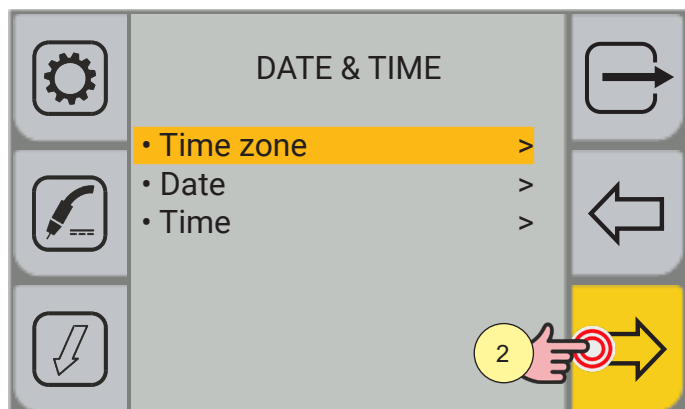 DATE & TIME
• Time zone >
• Date >
• Time >
2